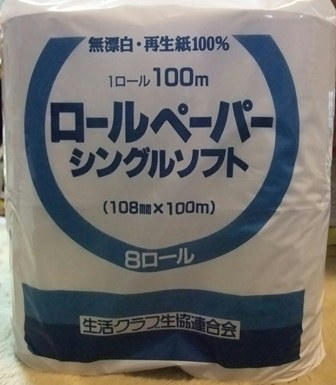 無漂白・再生紙100%
1ロール100m
ロールペーパー
シングルソフト
(108㎜×100m)
8ロール
生活クラブ生協連合会